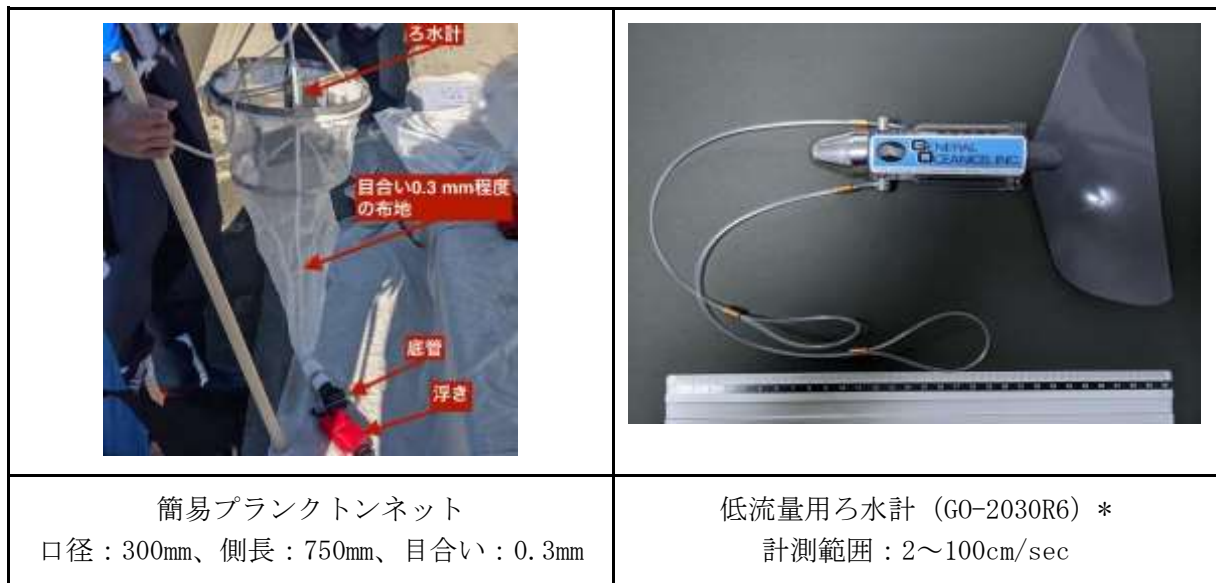 ろ水計
目合い0.3 mm程度
の布地
底管
浮き
GENERAL
OCEANICS, INC.
簡易プランクトンネット
口径：300mm、側長：750mm、目合い：0.3mm
低流量用ろ水計（GO-2030R6）*
計測範囲：2～100cm/sec